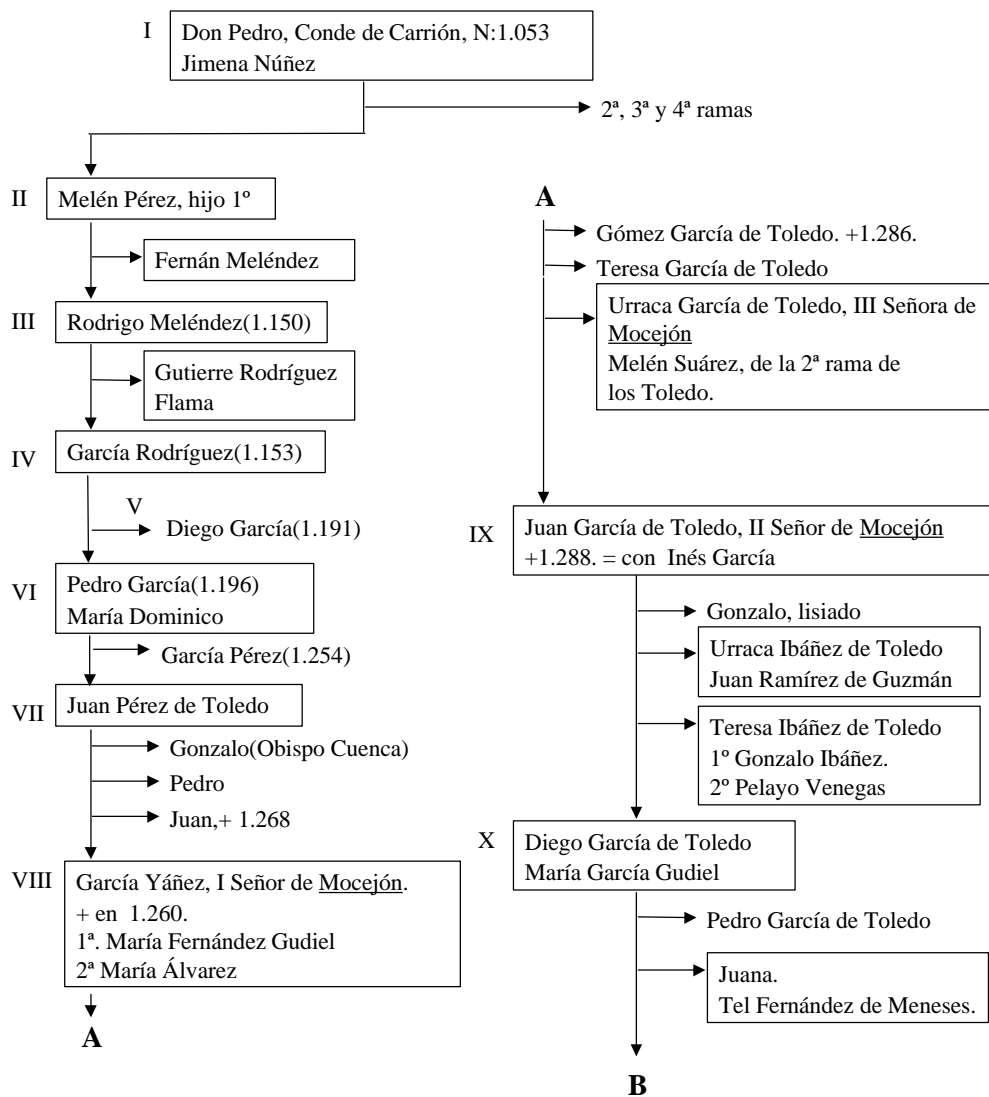 I
Don Pedro, Conde de Carrión, N:1.053
Jimena Núñez
2ª, 3ª y 4ª ramas
II
Melén Pérez, hijo 1º
Fernán Meléndez
III
Rodrigo Meléndez(1.150)
Gutierre Rodríguez
Flama
IV
García Rodríguez(1.153)
V
Diego García(1.191)
VI
Pedro García(1.196)
María Dominico
García Pérez(1.254)
VII
Juan Pérez de Toledo
Gonzalo(Obispo Cuenca)
Pedro
Juan,+ 1.268
VIII
García Yáñez, I Señor de Mocejón.
+ en 1.260.
1ª. María Fernández Gudiel
2ª María Álvarez
A
A
Gómez García de Toledo. +1.286.
Teresa García de Toledo
Urraca García de Toledo, III Señora de
Mocejón
Melén Suárez, de la 2ª rama de
los Toledo.
IX
Juan García de Toledo, II Señor de Mocejón
+1.288. = con Inés García
Gonzalo, lisiado
Urraca Ibáñez de Toledo
Juan Ramírez de Guzmán
Teresa Ibáñez de Toledo
1º Gonzalo Ibáñez.
2º Pelayo Venegas
X
Diego García de Toledo
María García Gudiel
Pedro García de Toledo
Juana.
Tel Fernández de Meneses.
B